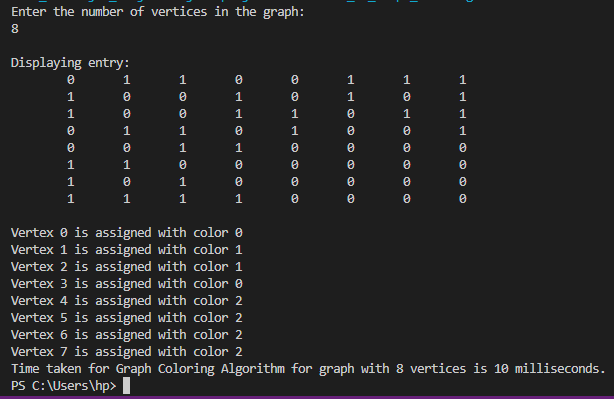 Enter the number of vertices in the graph:
8
Displaying entry:
0 1 1 0 0 1 1 1
1 0 0 1 0 1 0 1
1 0 0 1 1 0 1 1
0 1 1 0 1 0 0 1
0 0 1 1 0 0 0 0
1 1 0 0 0 0 0 0
1 0 1 0 0 0 0 0
1 1 1 1 0 0 0 0
Vertex 0 is assigned with color 0
Vertex 1 is assigned with color 1
Vertex 2 is assigned with color 1
Vertex 3 is assigned with color 0
Vertex 4 is assigned with color 2
Vertex 5 is assigned with color 2
Vertex 6 is assigned with color 2
Vertex 7 is assigned with color 2
Time taken for Graph Coloring Algorithm for graph with 8 vertices is 10 milliseconds.
PS C:\Users\hp>